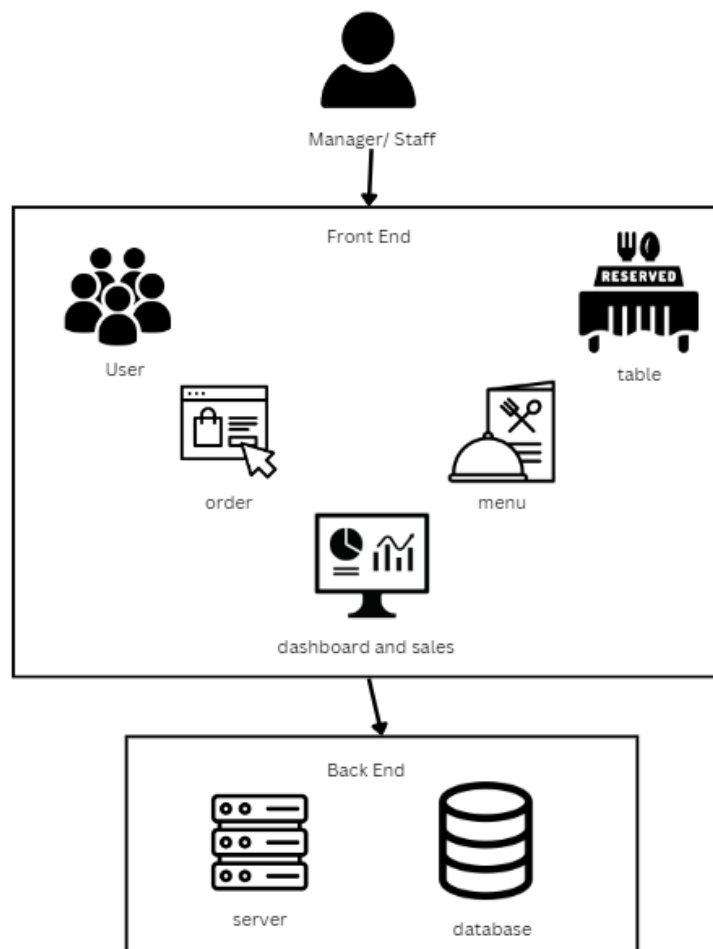 Manager/ Staff
Front End
RESERVED
User
table
order
menu
dashboard and sales
Back End
server
database